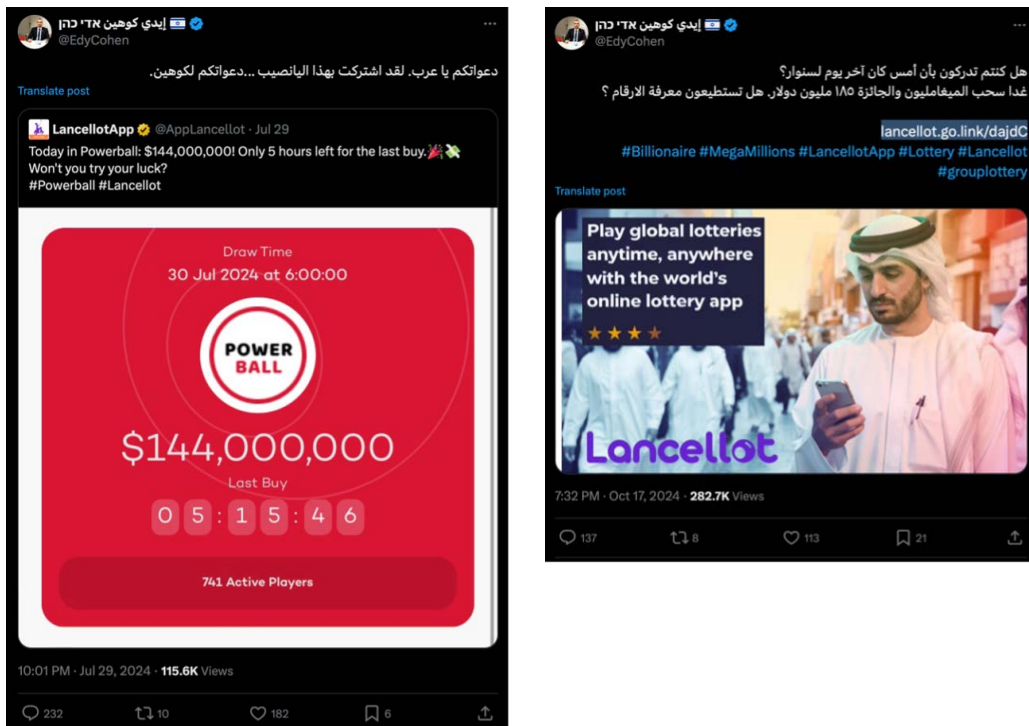 إيدي كوهين אדי כהן 🇮🇱
@EdyCohen
دعواتكم يا عرب. لقد اشتركت بهذا اليانصيب ...دعواتكم لكوهين.
Translate post
LancellotApp @AppLancellot · Jul 29
Today in Powerball: $144,000,000! Only 5 hours left for the last buy.🎉💸
Won't you try your luck?
#Powerball #Lancellot
Draw Time
30 Jul 2024 at 6:00:00
POWER
BALL
$144,000,000
Last Buy
05:15:46
741 Active Players
10:01 PM · Jul 29, 2024 · 115.6K Views
232 10 182 6
إيدي كوهين אדי כהן 🇮🇱
@EdyCohen
هل كنتم تدركون بأن أمس كان آخر يوم لسنوار؟
غدا سحب الميغامليون والجائزة ١٨٥ مليون دولار. هل تستطيعون معرفة الارقام ؟
lancellot.go.link/dajdC
#Billionaire #MegaMillions #LancellotApp #Lottery #Lancellot
#grouplottery
Translate post
Play global lotteries
anytime, anywhere
with the world's
online lottery app
Lancellot
7:32 PM · Oct 17, 2024 · 282.7K Views
137 8 113 21